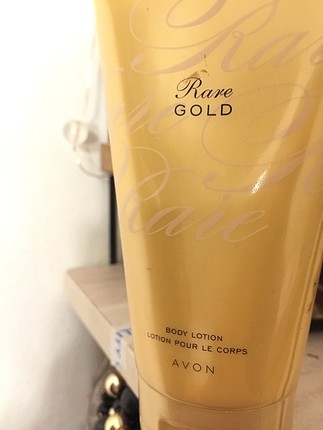 Rare
GOLD
Rare
BODY LOTION
LOTION POUR LE CORPS
AVON